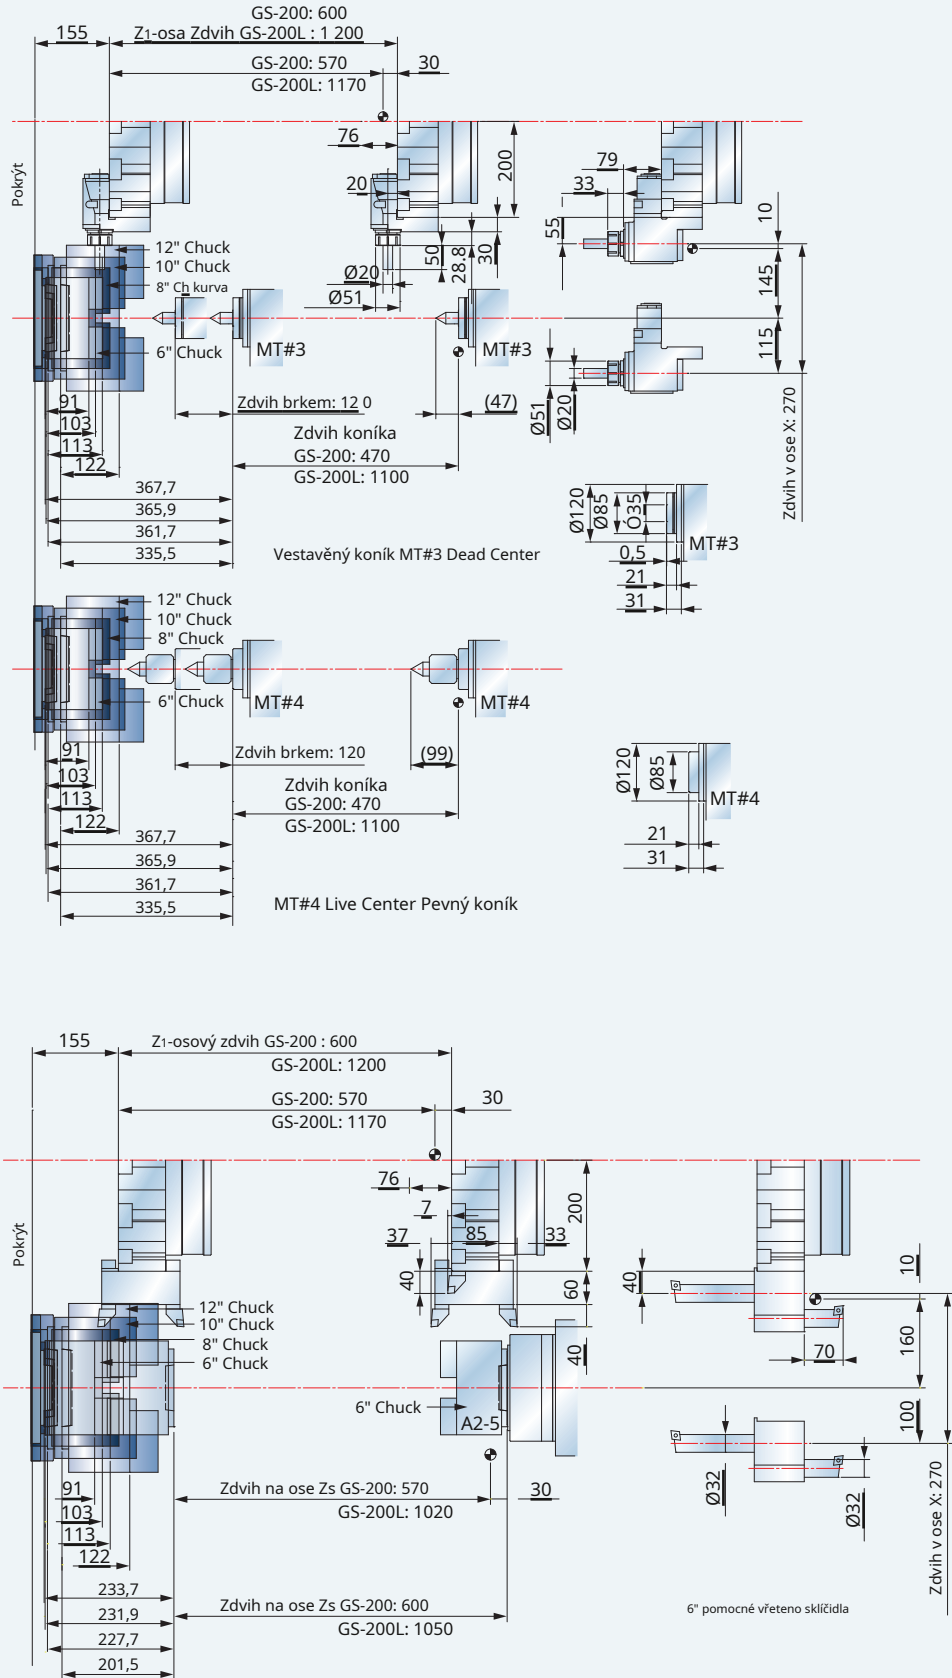 GS-200: 600
155
Z1-osa Zdvih GS-200L : 1 200
GS-200: 570
30
GS-200L: 1170
76
200
79
20
33
10
Pokrýt
55
12" Chuck
10" Chuck
8" Ch kurva
50
28.8
30
Ø20
Ø51
145
6" Chuck
MT#3
MT#3
115
91
Zdvih brkem: 12 0
(47)
Ø51
Ø20
103
Zdvih koníka
113
GS-200: 470
122
GS-200L: 1100
Zdvih v ose X: 270
367,7
365,9
361,7
335,5
Vestavěný koník MT#3 Dead Center
Ø120
Ø85
Ó35
MT#3
0,5
21
31
12" Chuck
10" Chuck
8" Chuck
6" Chuck
MT#4
MT#4
91
Zdvih brkem: 120
(99)
103
Zdvih koníka
113
GS-200: 470
122
GS-200L: 1100
Ø120
Ø85
MT#4
21
31
367,7
365,9
361,7
335,5
MT#4 Live Center Pevný koník
155
Z1-osový zdvih GS-200 : 600
GS-200L: 1200
GS-200: 570
30
GS-200L: 1170
76
200
7
37
85
33
Pokrýt
40
60
40
10
12" Chuck
10" Chuck
8" Chuck
6" Chuck
40
160
70
6" Chuck
A2-5
100
91
Zdvih na ose Zs GS-200: 570
30
103
GS-200L: 1020
113
122
Ø32
Ø32
Zdvih v ose X: 270
233,7
Zdvih na ose Zs GS-200: 600
231,9
GS-200L: 1050
227,7
201,5
6" pomocné vřeteno sklíčidla